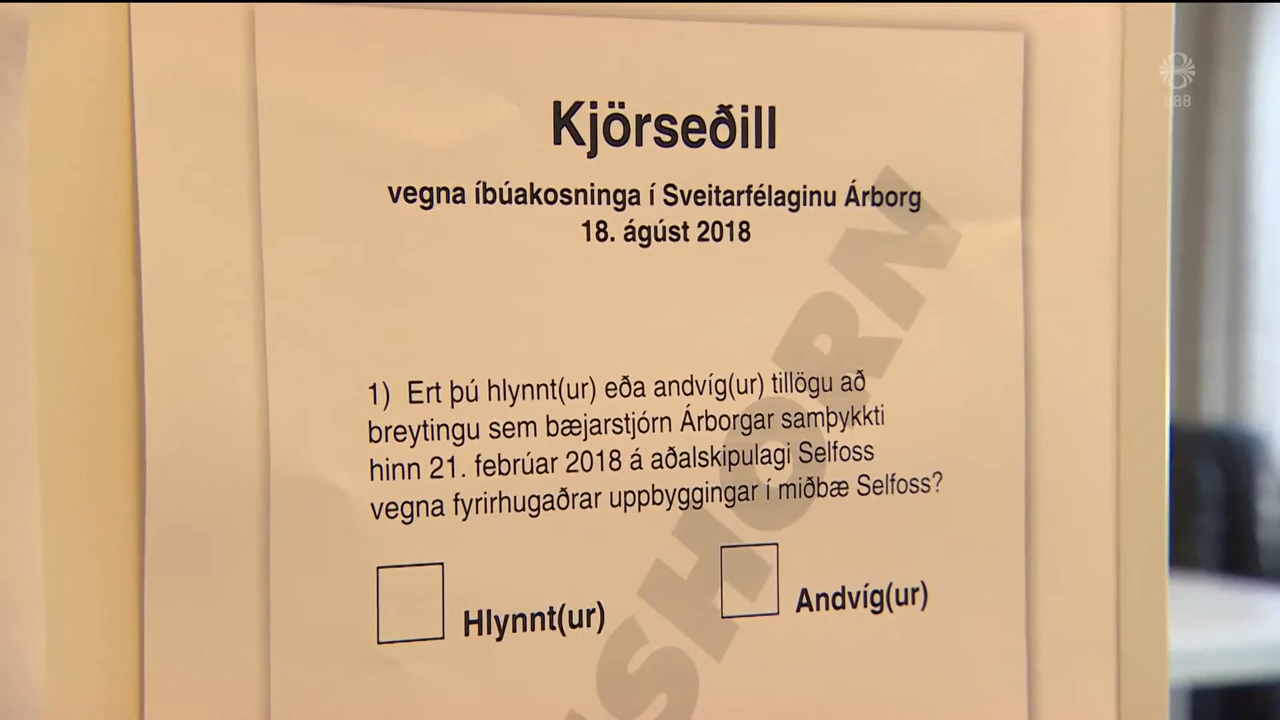 Kjörseðill
888
vegna íbúakosninga í Sveitarfélaginu Árborg
18. ágúst 2018
1) Ert þú hlynnt(ur) eða andvíg(ur) tillögu að
breytingu sem bæjarstjórn Árborgar samþykkti
hinn 21. febrúar 2018 á aðalskipulagi Selfoss
vegna fyrirhugaðrar uppbyggingar í miðbæ Selfoss?
Hlynnt(ur)
Andvíg(ur)
SHORN